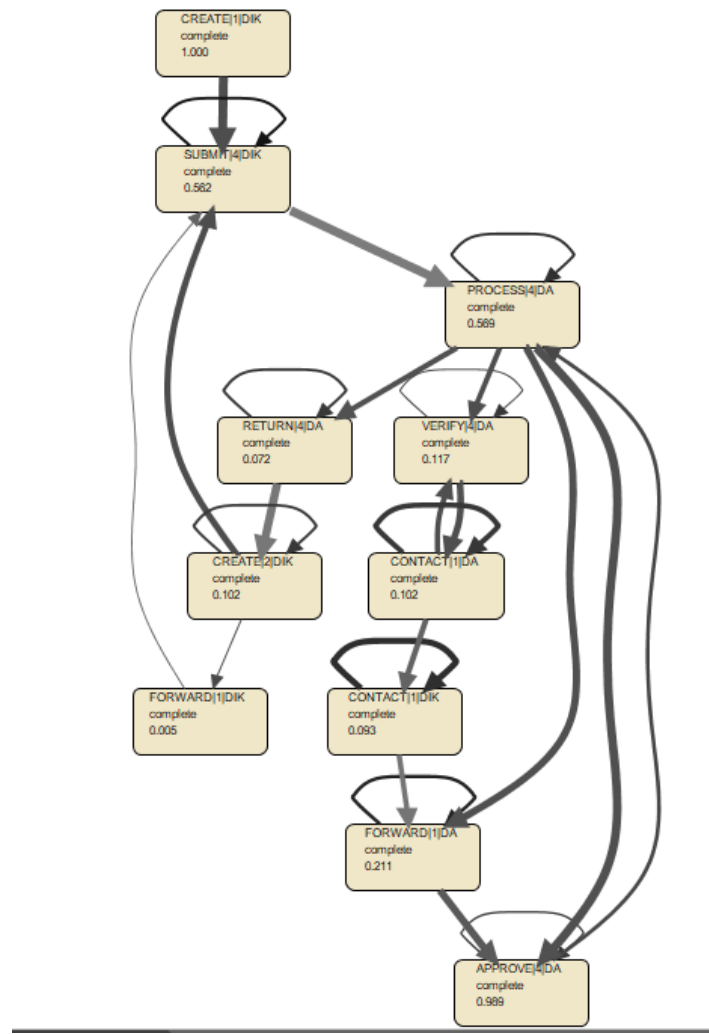 CREATE|1|DIK
complete
1.000
SUBMIT|4|DIK
complete
0.562
PROCESS|4|DA
complete
0.569
RETURN|4|DA
complete
0.072
VERIFY|4|DA
complete
0.117
CREATE|2|DIK
complete
0.102
CONTACT|1|DA
complete
0.102
FORWARD|1|DIK
complete
0.005
CONTACT|1|DIK
complete
0.093
FORWARD|1|DA
complete
0.211
APPROVE|4|DA
complete
0.989